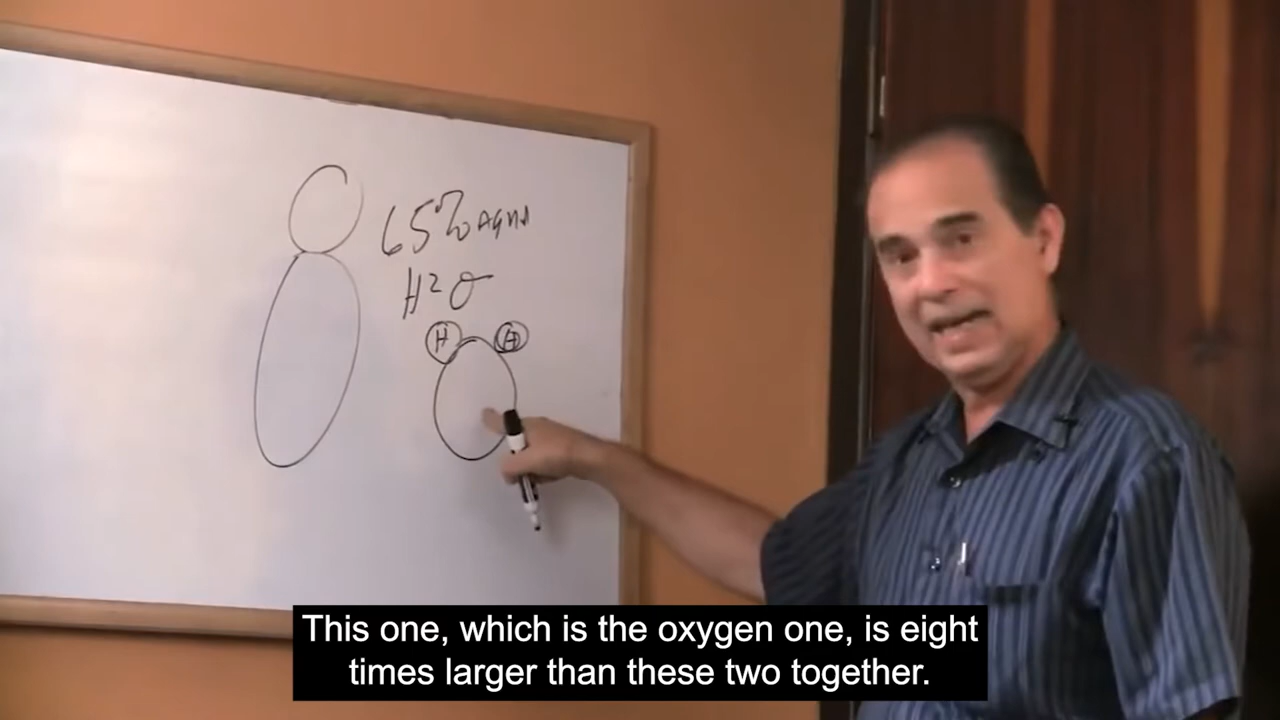 65% AGUA
H2O
H H
This one, which is the oxygen one, is eight
times larger than these two together.